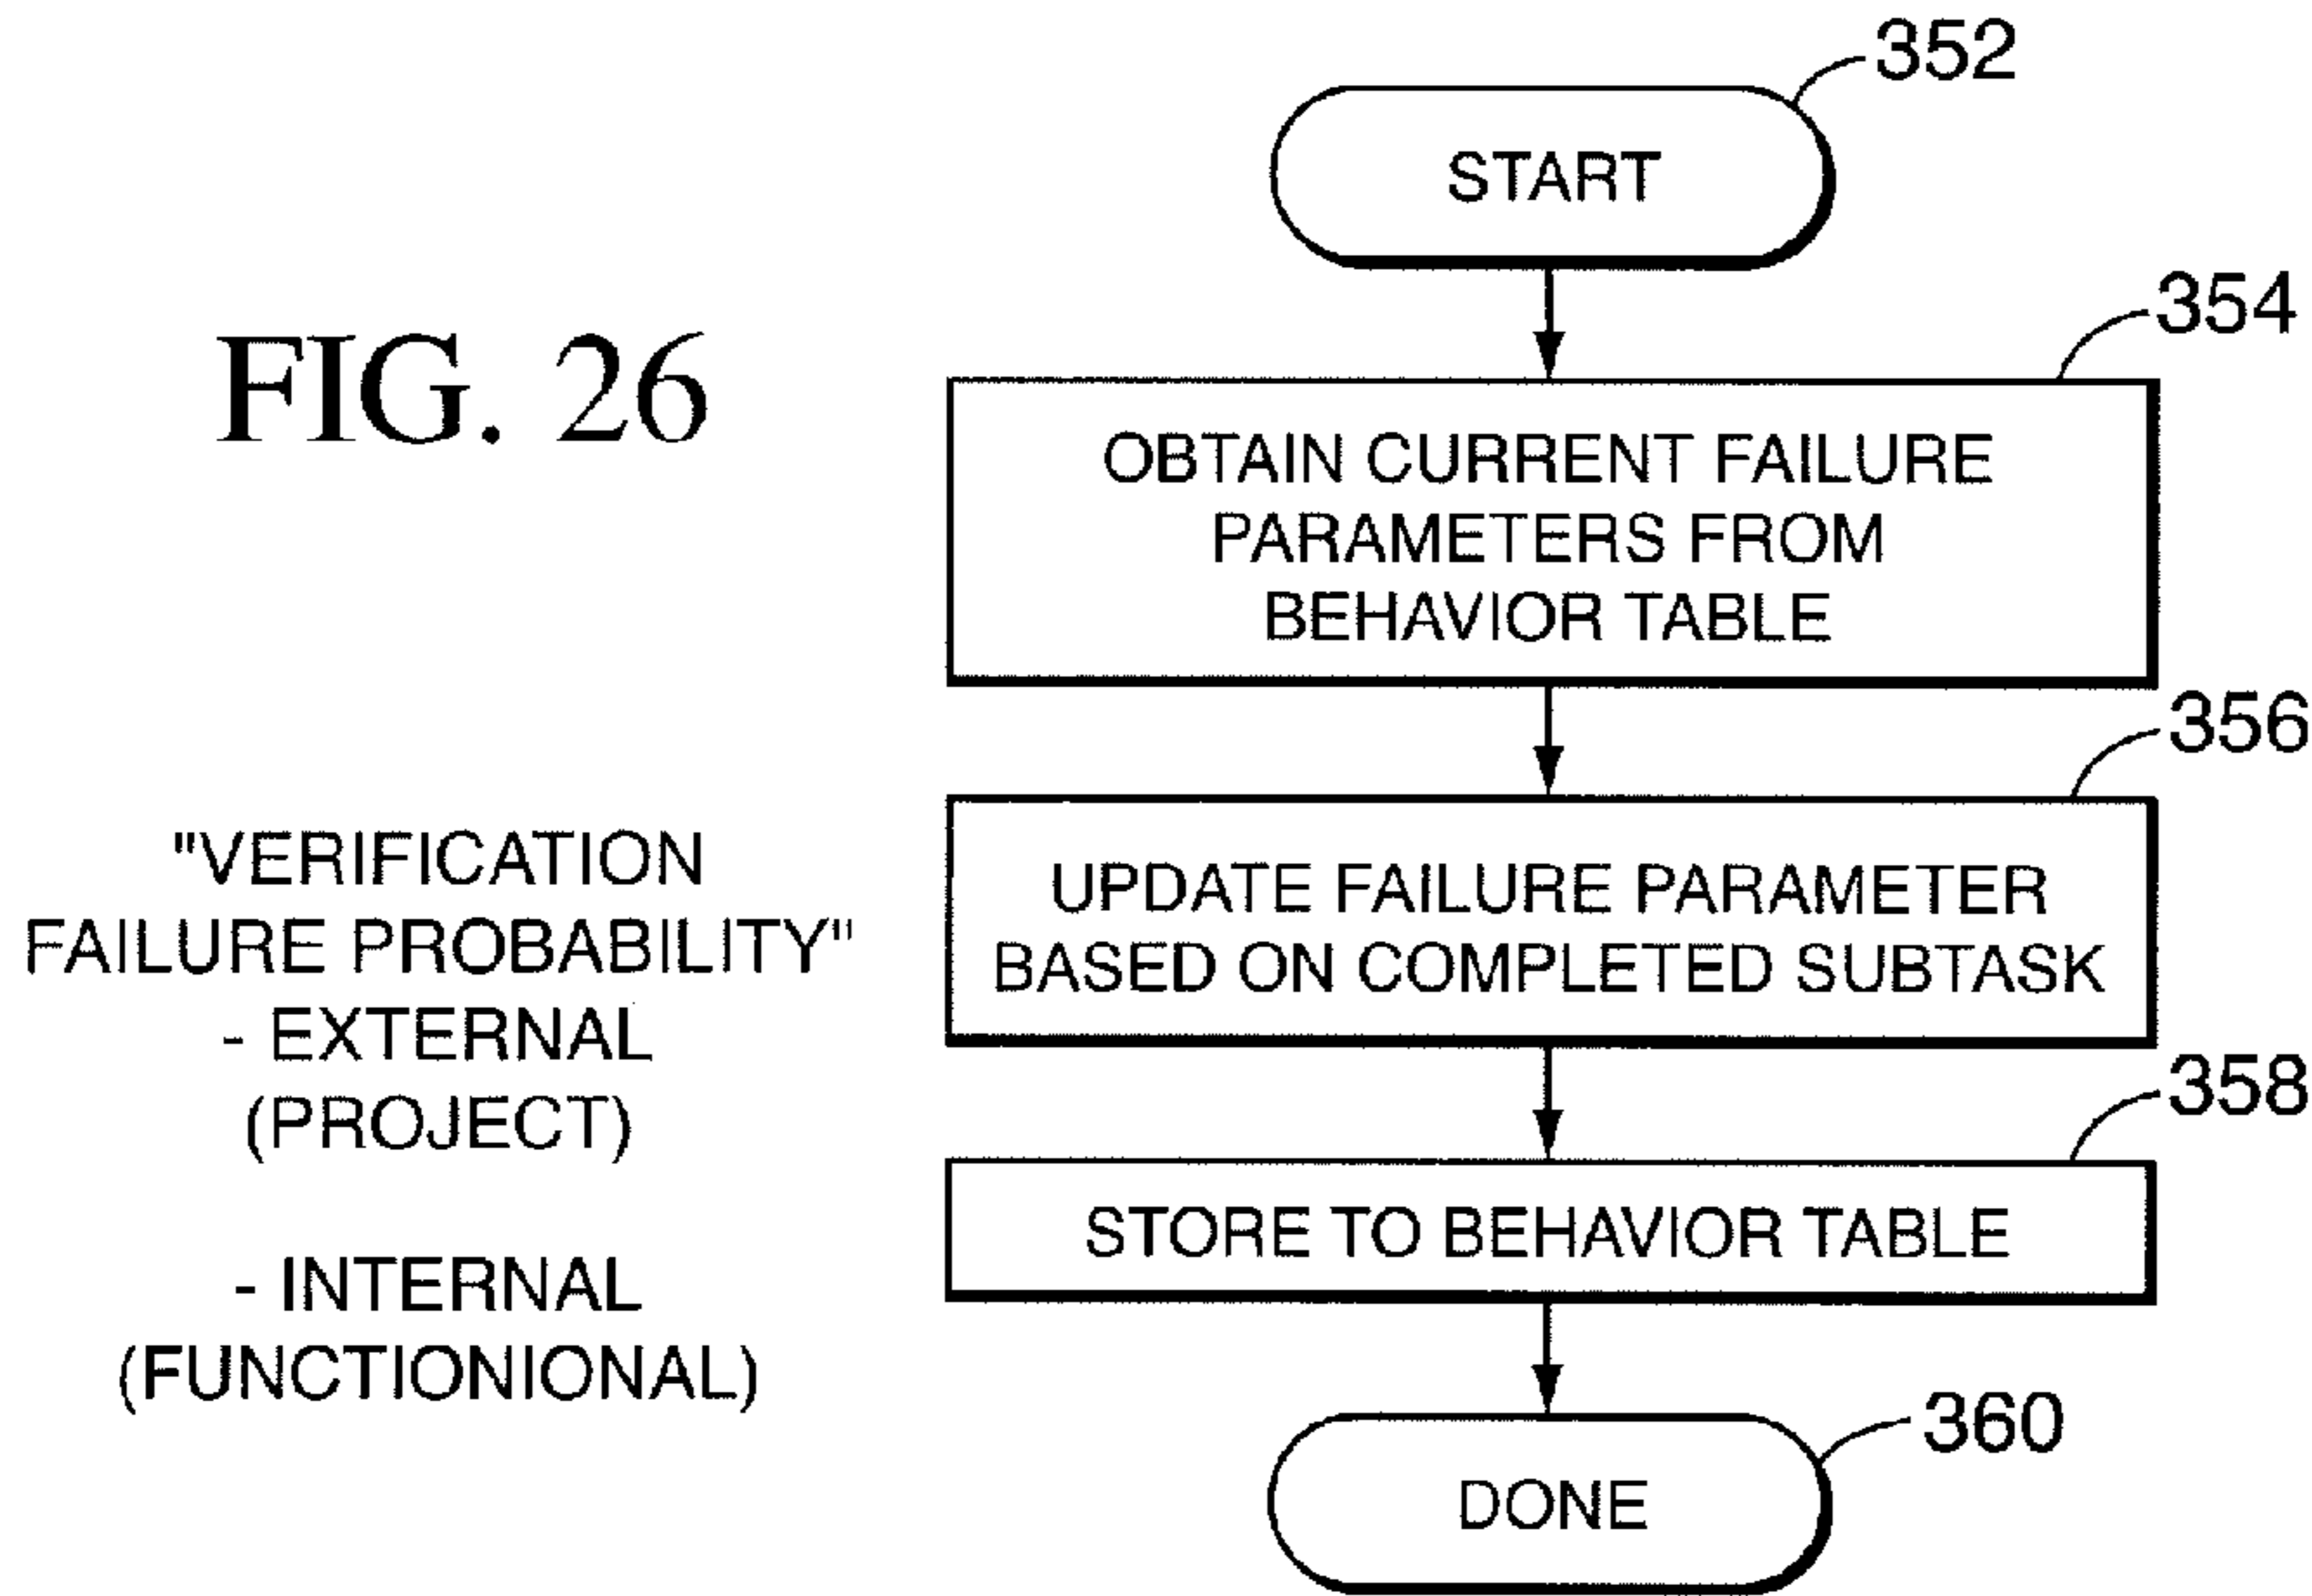 FIG. 26
352
START
354
OBTAIN CURRENT FAILURE
PARAMETERS FROM
BEHAVIOR TABLE
356
UPDATE FAILURE PARAMETER
BASED ON COMPLETED SUBTASK
358
STORE TO BEHAVIOR TABLE
360
DONE
"VERIFICATION
FAILURE PROBABILITY"
- EXTERNAL
(PROJECT)
- INTERNAL
(FUNCTIONIONAL)